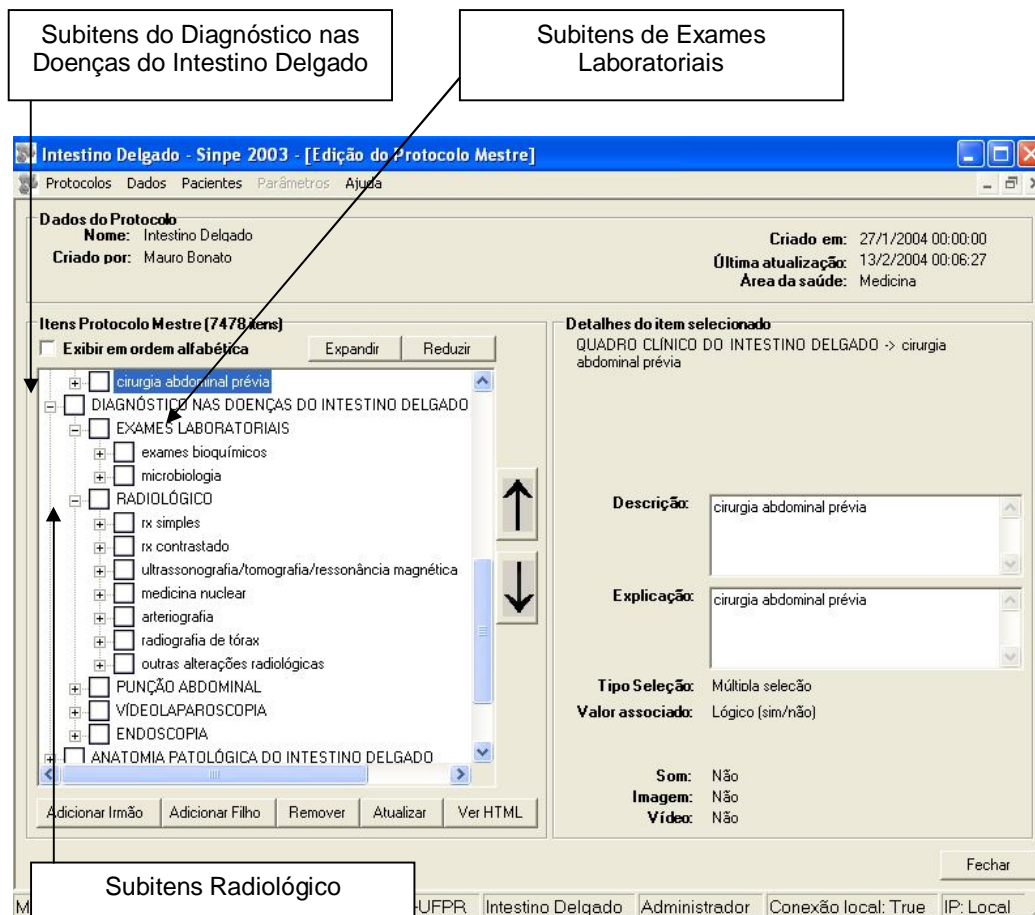 Subitens do Diagnóstico nas
Doenças do Intestino Delgado
Subitens de Exames
Laboratoriais
Intestino Delgado - Sinpe 2003 - [Edição do Protocolo Mestre]
Protocolos Dados Pacientes Parâmetros Ajuda
Dados do Protocolo
Nome: Intestino Delgado
Criado por: Mauro Bonato
Criado em: 27/1/2004 00:00:00
Última atualização: 13/2/2004 00:06:27
Área da saúde: Medicina
Itens Protocolo Mestre (7478 itens)
Exibir em ordem alfabética Expandir Reduzir
cirurgia abdominal prévia
DIAGNÓSTICO NAS DOENÇAS DO INTESTINO DELGADO
EXAMES LABORATORIAIS
exames bioquímicos
microbiologia
RADIOLÓGICO
rx simples
rx contrastado
ultrassonografia/tomografia/ressonância magnética
medicina nuclear
arteriografia
radiografia de tórax
outras alterações radiológicas
PUNÇÃO ABDOMINAL
VÍDEOLAPAROSCOPIA
ENDOSCOPIA
ANATOMIA PATOLÓGICA DO INTESTINO DELGADO
Adicionar Irmão Adicionar Filho Remover Atualizar Ver HTML
Detalhes do item selecionado
QUADRO CLÍNICO DO INTESTINO DELGADO -> cirurgia
abdominal prévia
Descrição: cirurgia abdominal prévia
Explicação: cirurgia abdominal prévia
Tipo Seleção: Múltipla seleção
Valor associado: Lógico (sim/não)
Som: Não
Imagem: Não
Vídeo: Não
Fechar
Subitens Radiológico
M -UFPR Intestino Delgado Administrador Conexão local: True IP: Local